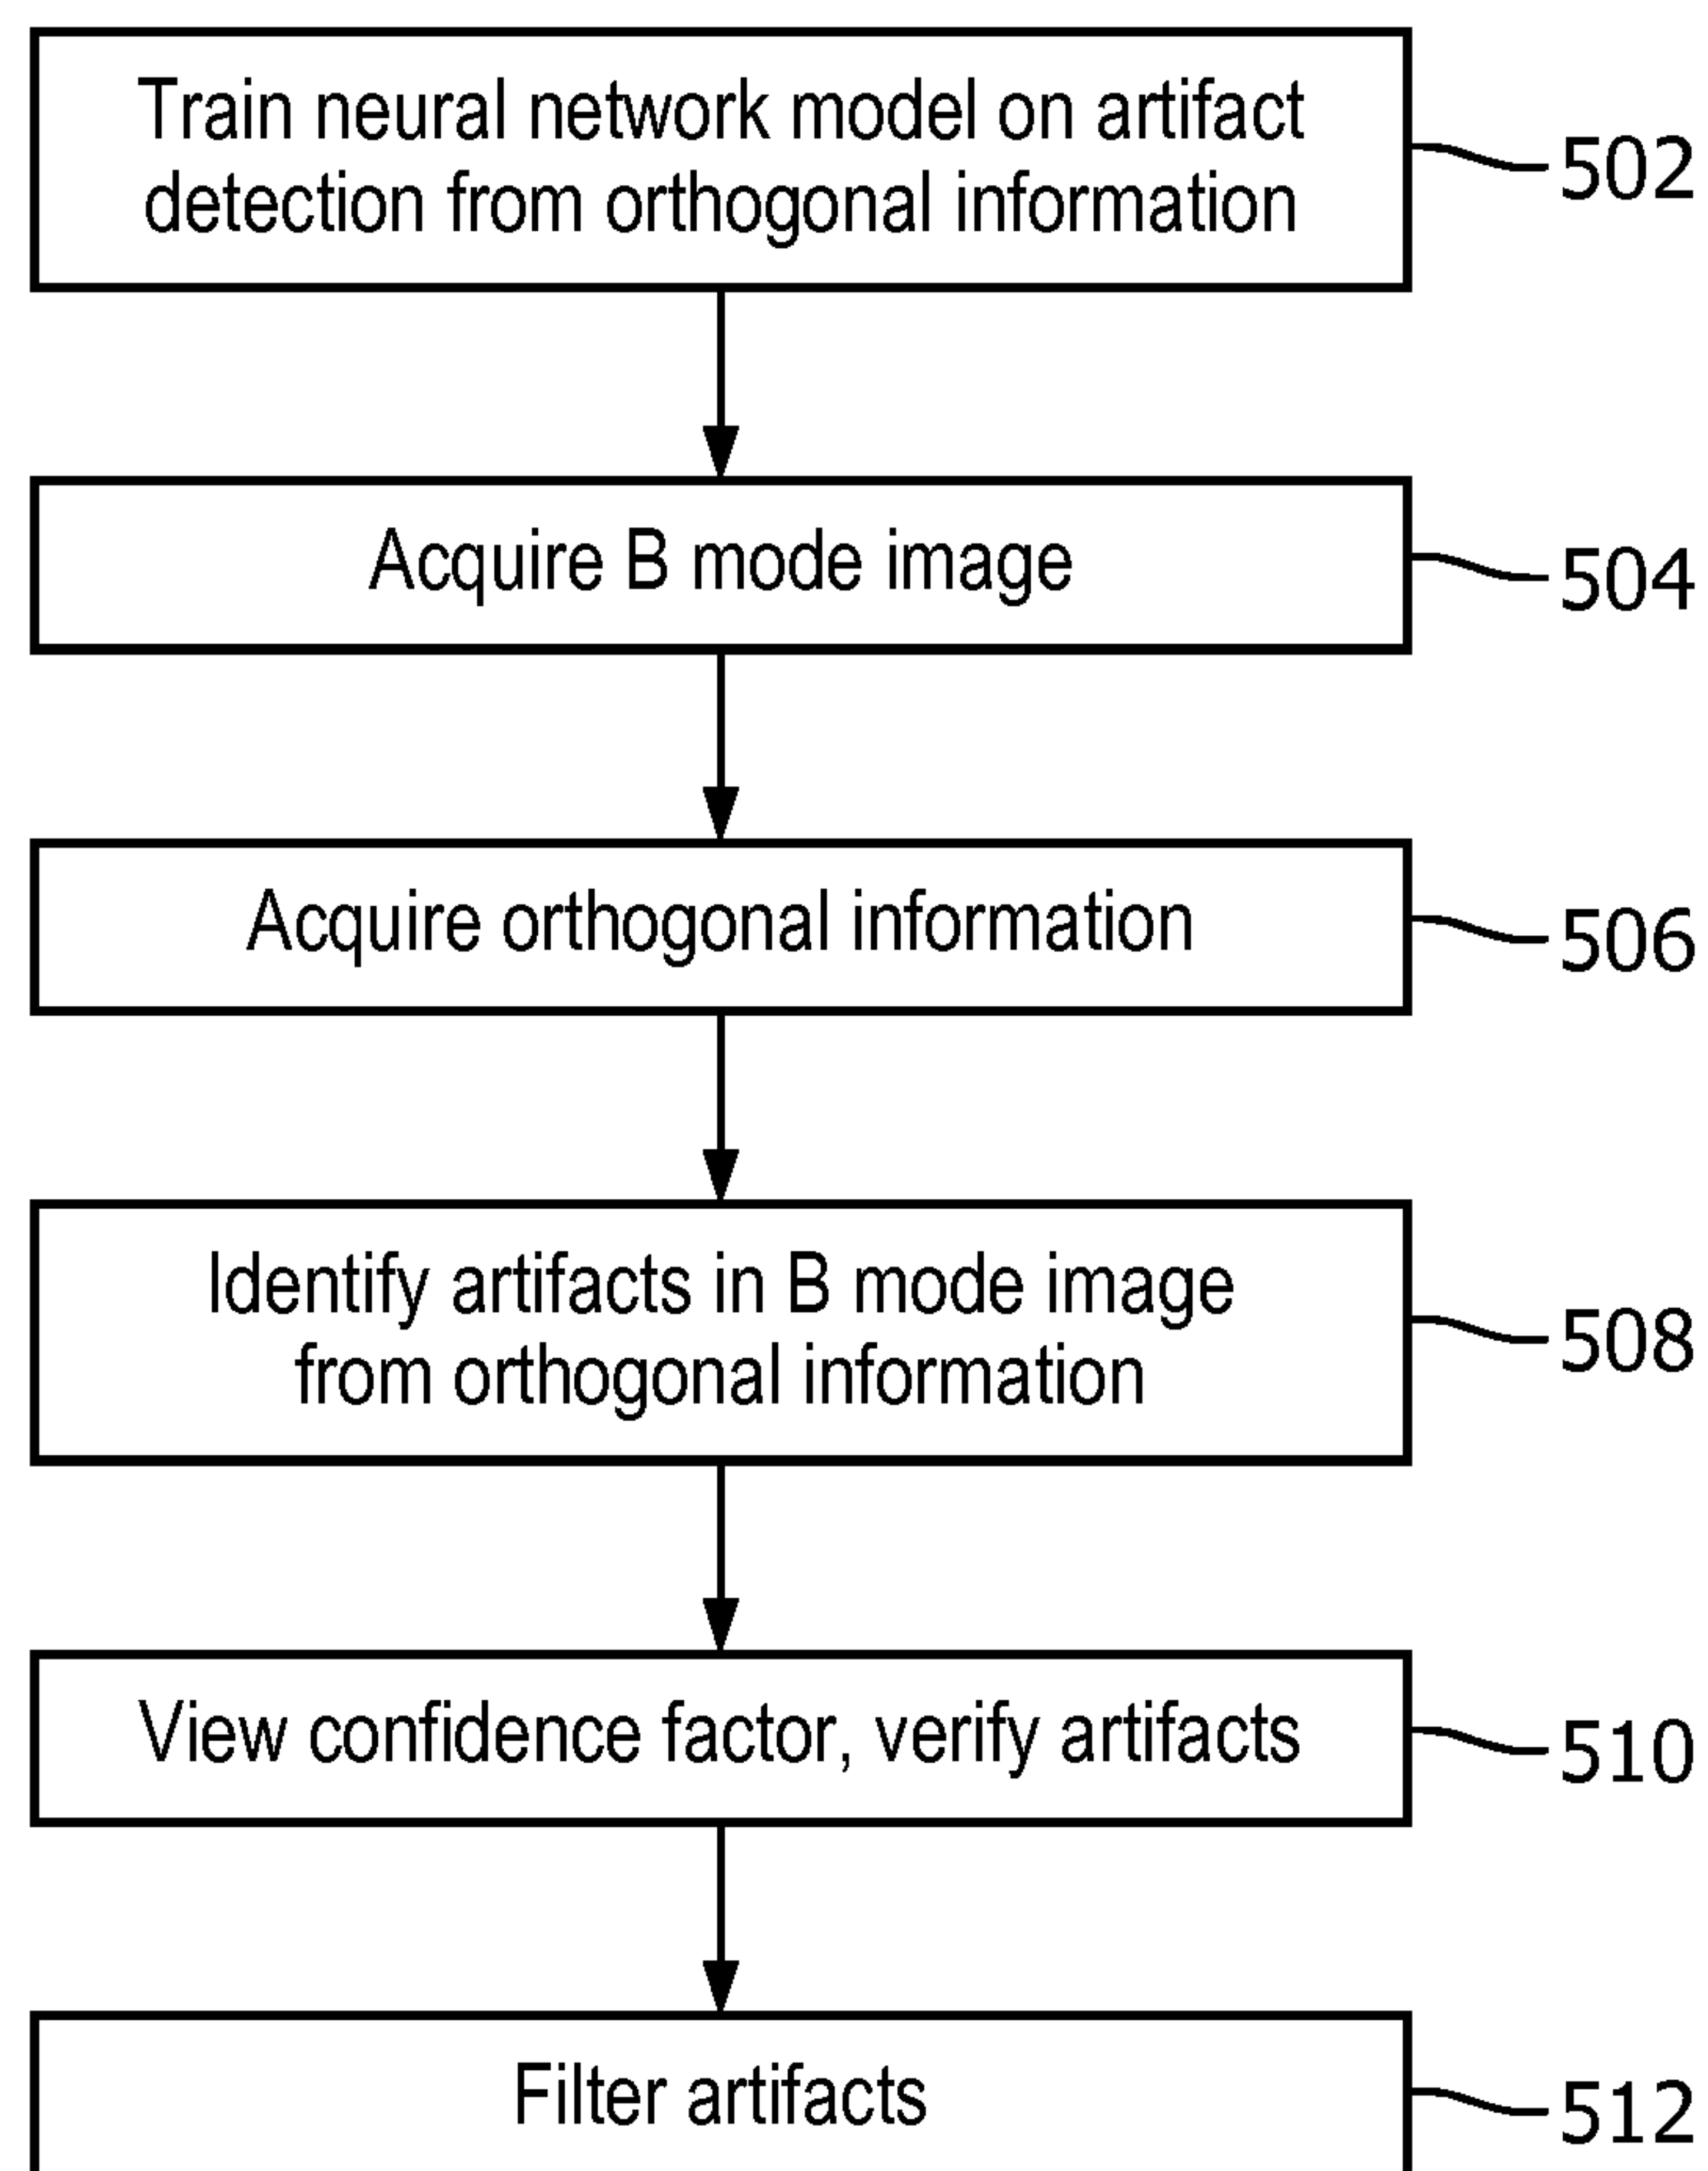 Train neural network model on artifact
detection from orthogonal information
502
Acquire B mode image
504
Acquire orthogonal information
506
Identify artifacts in B mode image
from orthogonal information
508
View confidence factor, verify artifacts
510
Filter artifacts
512